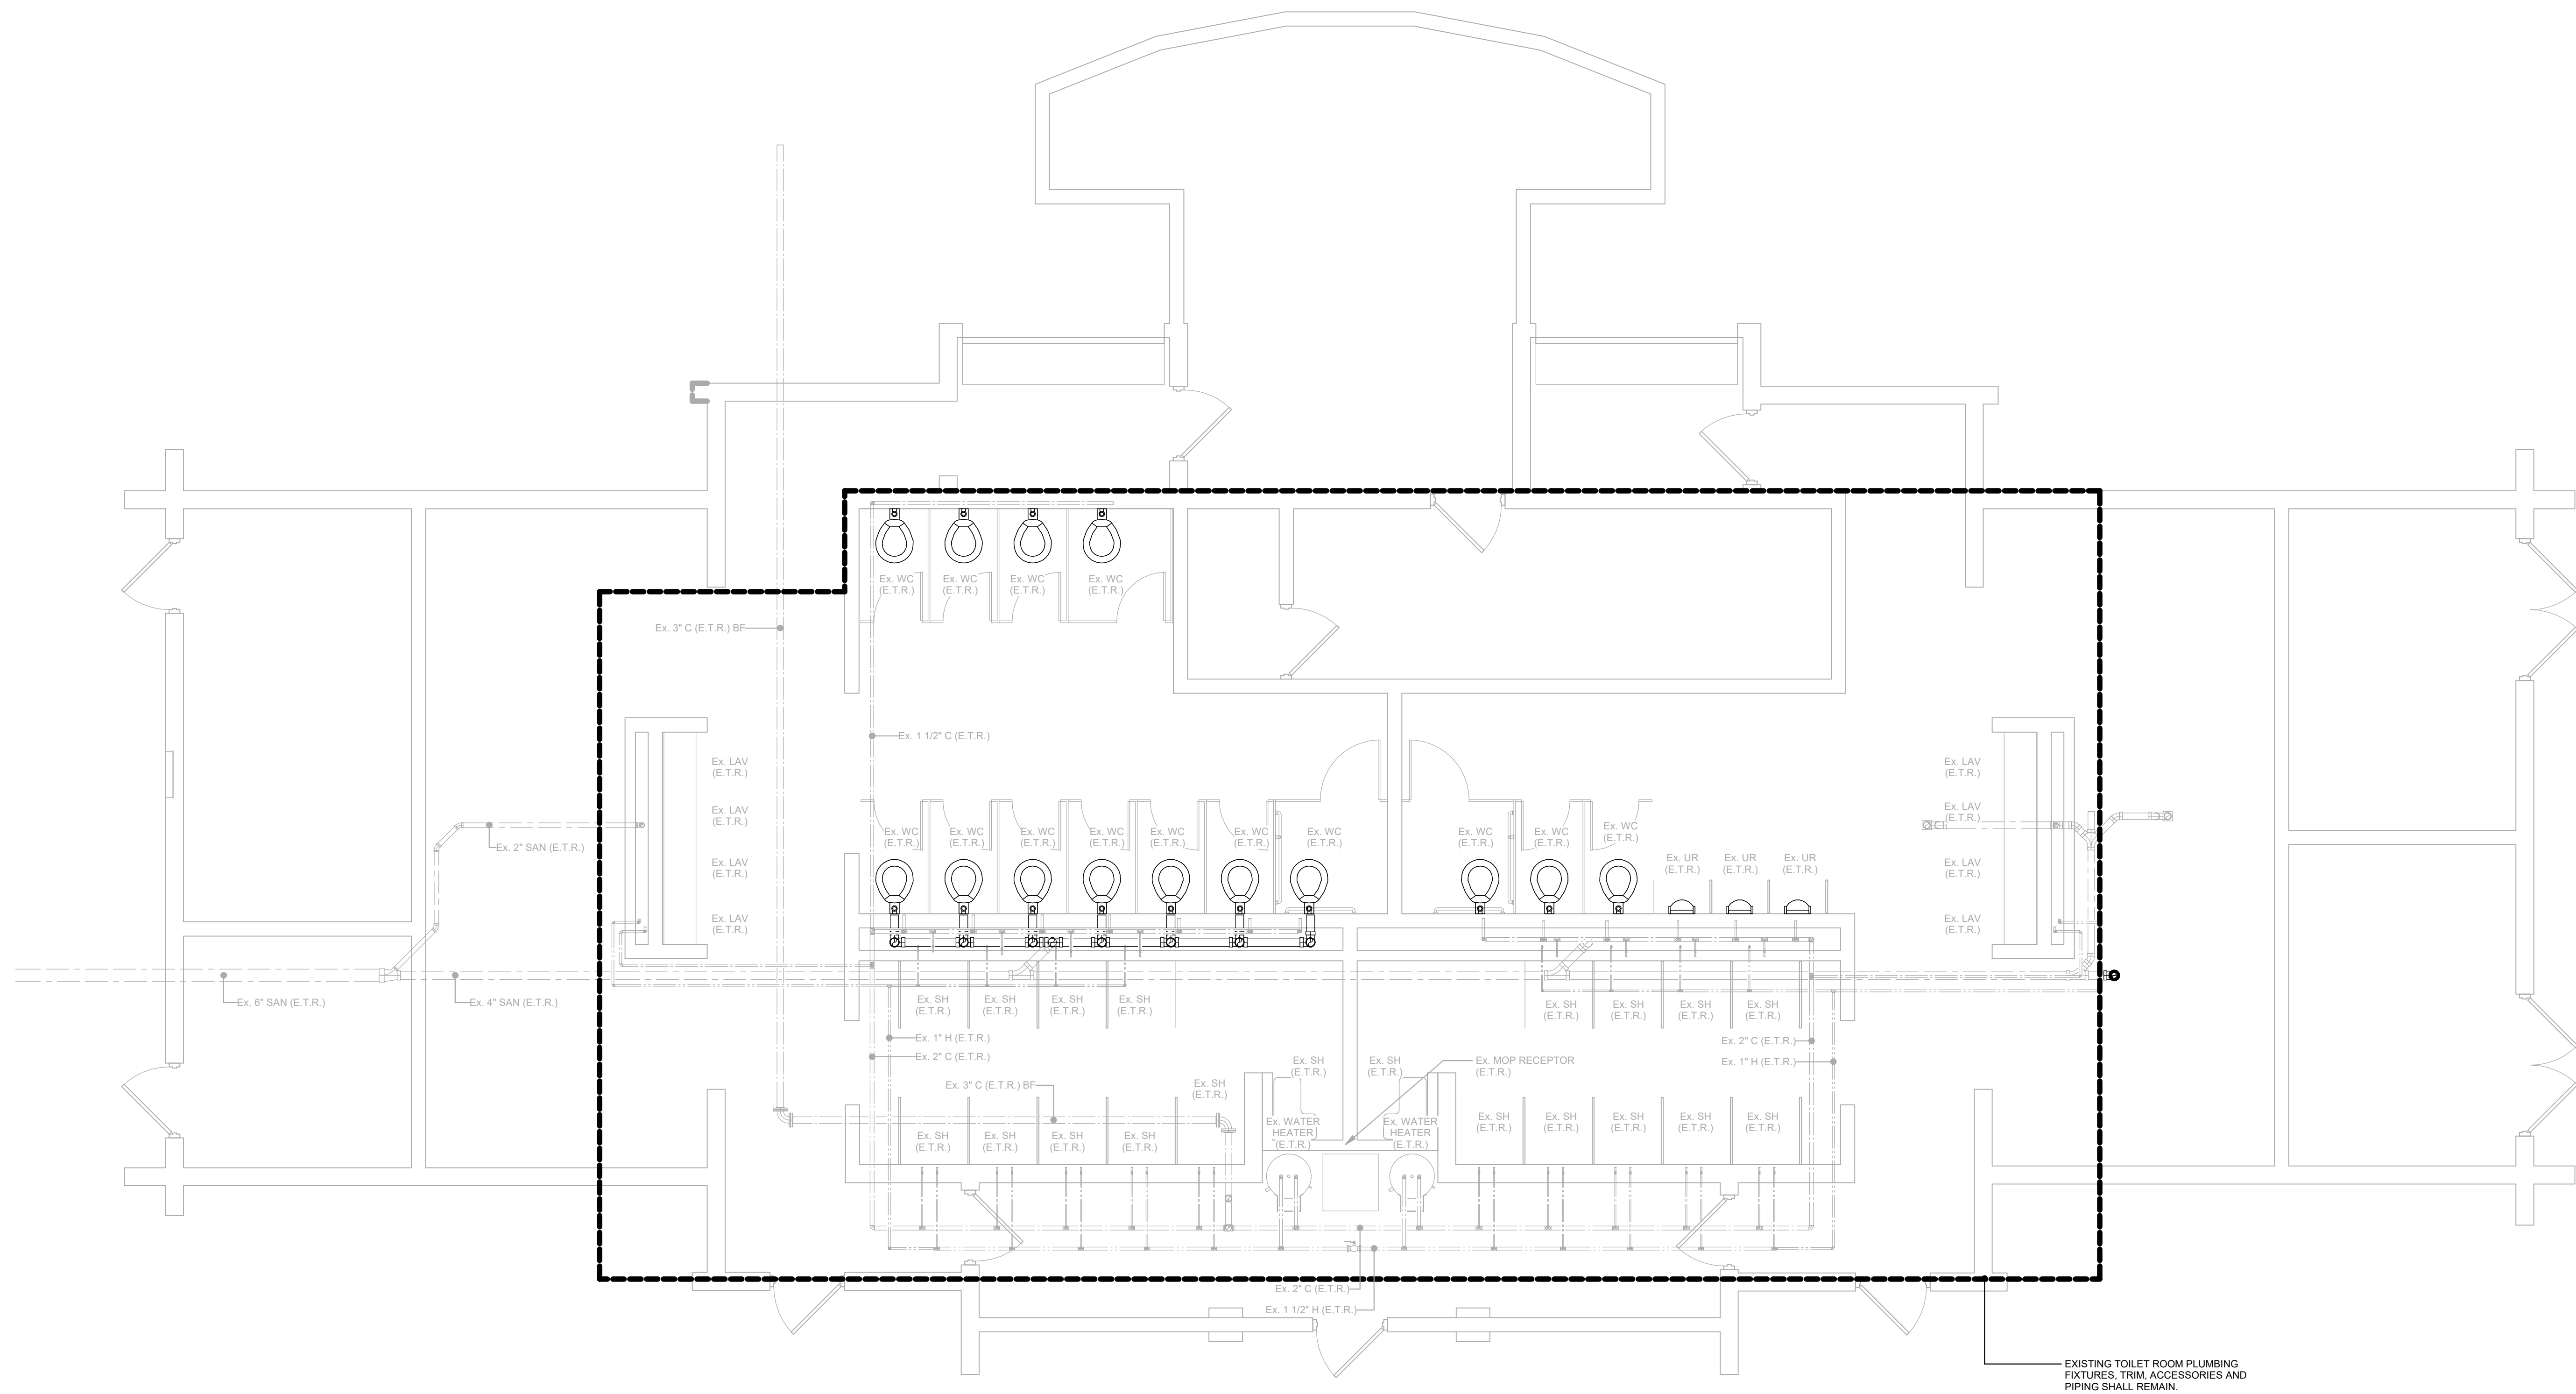 Ex. WC
(E.T.R.)
Ex. WC
(E.T.R.)
Ex. WC
(E.T.R.)
Ex. WC
(E.T.R.)
Ex. 3" C (E.T.R.) BF
Ex. 1 1/2" C (E.T.R.)
Ex. LAV
(E.T.R.)
Ex. LAV
(E.T.R.)
Ex. LAV
(E.T.R.)
Ex. LAV
(E.T.R.)
Ex. 2" SAN (E.T.R.)
Ex. 6" SAN (E.T.R.)
Ex. 4" SAN (E.T.R.)
Ex. WC
(E.T.R.)
Ex. WC
(E.T.R.)
Ex. WC
(E.T.R.)
Ex. WC
(E.T.R.)
Ex. WC
(E.T.R.)
Ex. WC
(E.T.R.)
Ex. WC
(E.T.R.)
Ex. WC
(E.T.R.)
Ex. WC
(E.T.R.)
Ex. WC
(E.T.R.)
Ex. UR
(E.T.R.)
Ex. UR
(E.T.R.)
Ex. UR
(E.T.R.)
Ex. LAV
(E.T.R.)
Ex. LAV
(E.T.R.)
Ex. LAV
(E.T.R.)
Ex. LAV
(E.T.R.)
Ex. SH
(E.T.R.)
Ex. SH
(E.T.R.)
Ex. SH
(E.T.R.)
Ex. SH
(E.T.R.)
Ex. SH
(E.T.R.)
Ex. SH
(E.T.R.)
Ex. SH
(E.T.R.)
Ex. SH
(E.T.R.)
Ex. 1" H (E.T.R.)
Ex. 2" C (E.T.R.)
Ex. 3" C (E.T.R.) BF
Ex. SH
(E.T.R.)
Ex. SH
(E.T.R.)
Ex. SH
(E.T.R.)
Ex. MOP RECEPTOR
(E.T.R.)
Ex. 2" C (E.T.R.)
Ex. 1" H (E.T.R.)
Ex. SH
(E.T.R.)
Ex. SH
(E.T.R.)
Ex. SH
(E.T.R.)
Ex. SH
(E.T.R.)
Ex. WATER
HEATER
(E.T.R.)
Ex. WATER
HEATER
(E.T.R.)
Ex. SH
(E.T.R.)
Ex. SH
(E.T.R.)
Ex. SH
(E.T.R.)
Ex. SH
(E.T.R.)
Ex. SH
(E.T.R.)
Ex. 2" C (E.T.R.)
Ex. 1 1/2" H (E.T.R.)
EXISTING TOILET ROOM PLUMBING
FIXTURES, TRIM, ACCESSORIES AND
PIPING SHALL REMAIN.